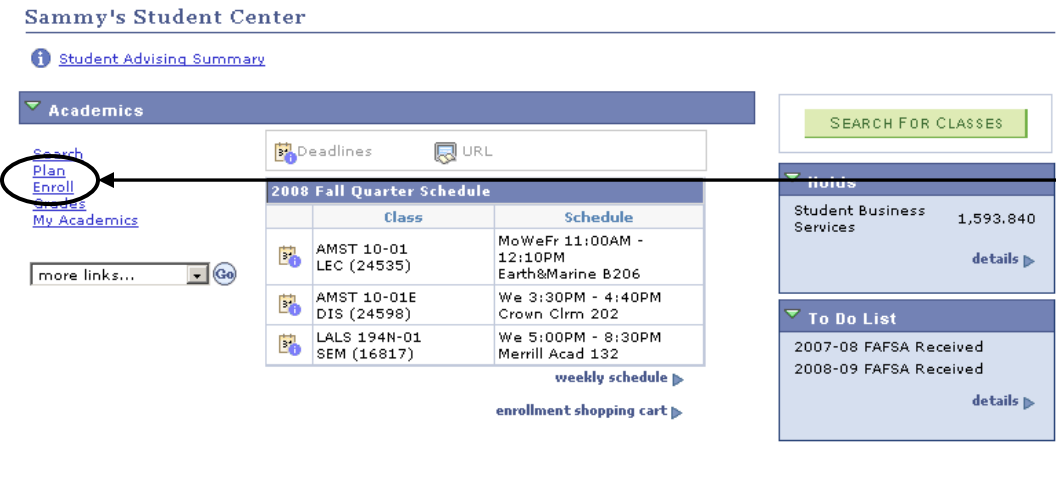 Sammy's Student Center
Student Advising Summary
Academics
Search
Plan
Enroll
Grades
My Academics
more links...
Go
Deadlines
URL
2008 Fall Quarter Schedule
Class
Schedule
AMST 10-01
LEC (24535)
MoWeFr 11:00AM -
12:10PM
Earth&Marine B206
AMST 10-01E
DIS (24598)
We 3:30PM - 4:40PM
Crown Clrm 202
LALS 194N-01
SEM (16817)
We 5:00PM - 8:30PM
Merrill Acad 132
weekly schedule
enrollment shopping cart
SEARCH FOR CLASSES
Holds
Student Business
Services
1,593.840
details
To Do List
2007-08 FAFSA Received
2008-09 FAFSA Received
details